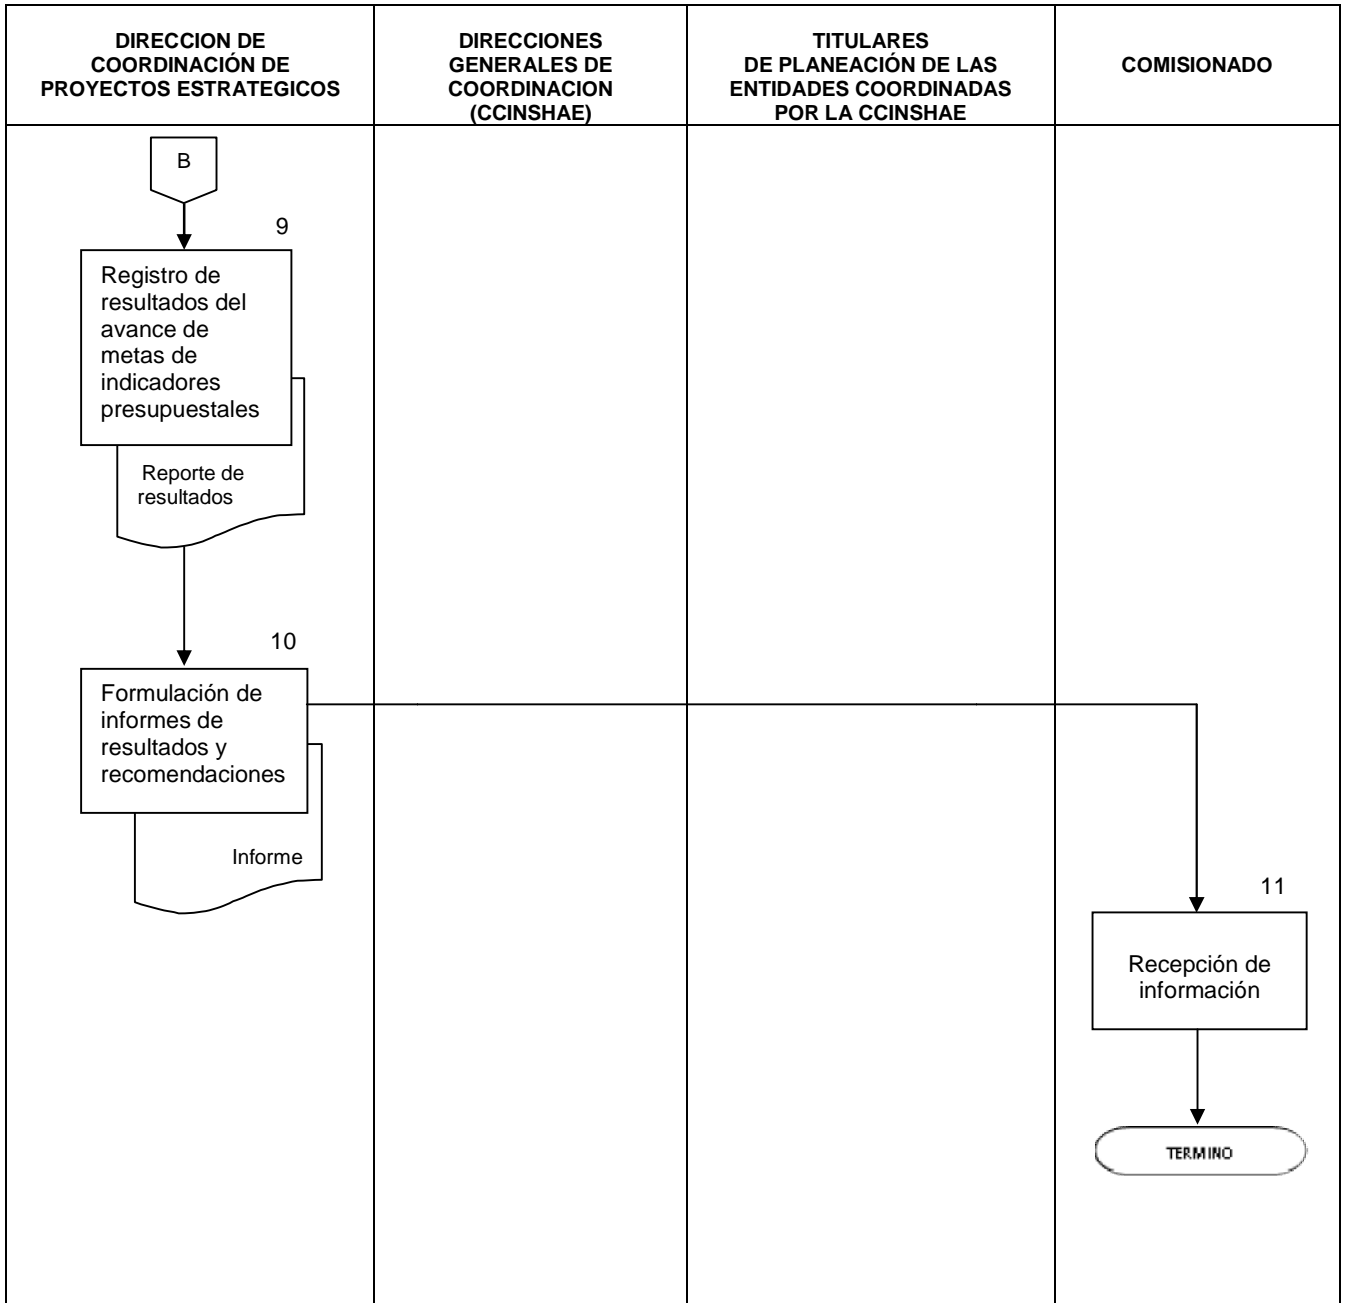 DIRECCION DE
COORDINACIÓN DE
PROYECTOS ESTRATEGICOS
DIRECCIONES
GENERALES DE
COORDINACION
(CCINSHAE)
TITULARES
DE PLANEACIÓN DE LAS
ENTIDADES COORDINADAS
POR LA CCINSHAE
COMISIONADO
B
9
Registro de
resultados del
avance de
metas de
indicadores
presupuestales
Reporte de
resultados
10
Formulación de
informes de
resultados y
recomendaciones
Informe
11
Recepción de
información
TERMINO